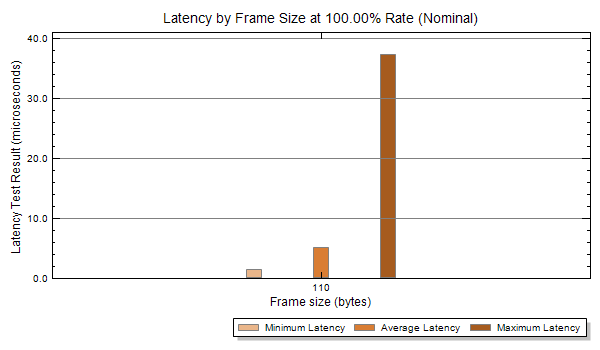 Latency by Frame Size at 100.00% Rate (Nominal)
Latency Test Result (microseconds)
40.0
30.0
20.0
10.0
0.0
110
Frame size (bytes)
Minimum Latency Average Latency Maximum Latency